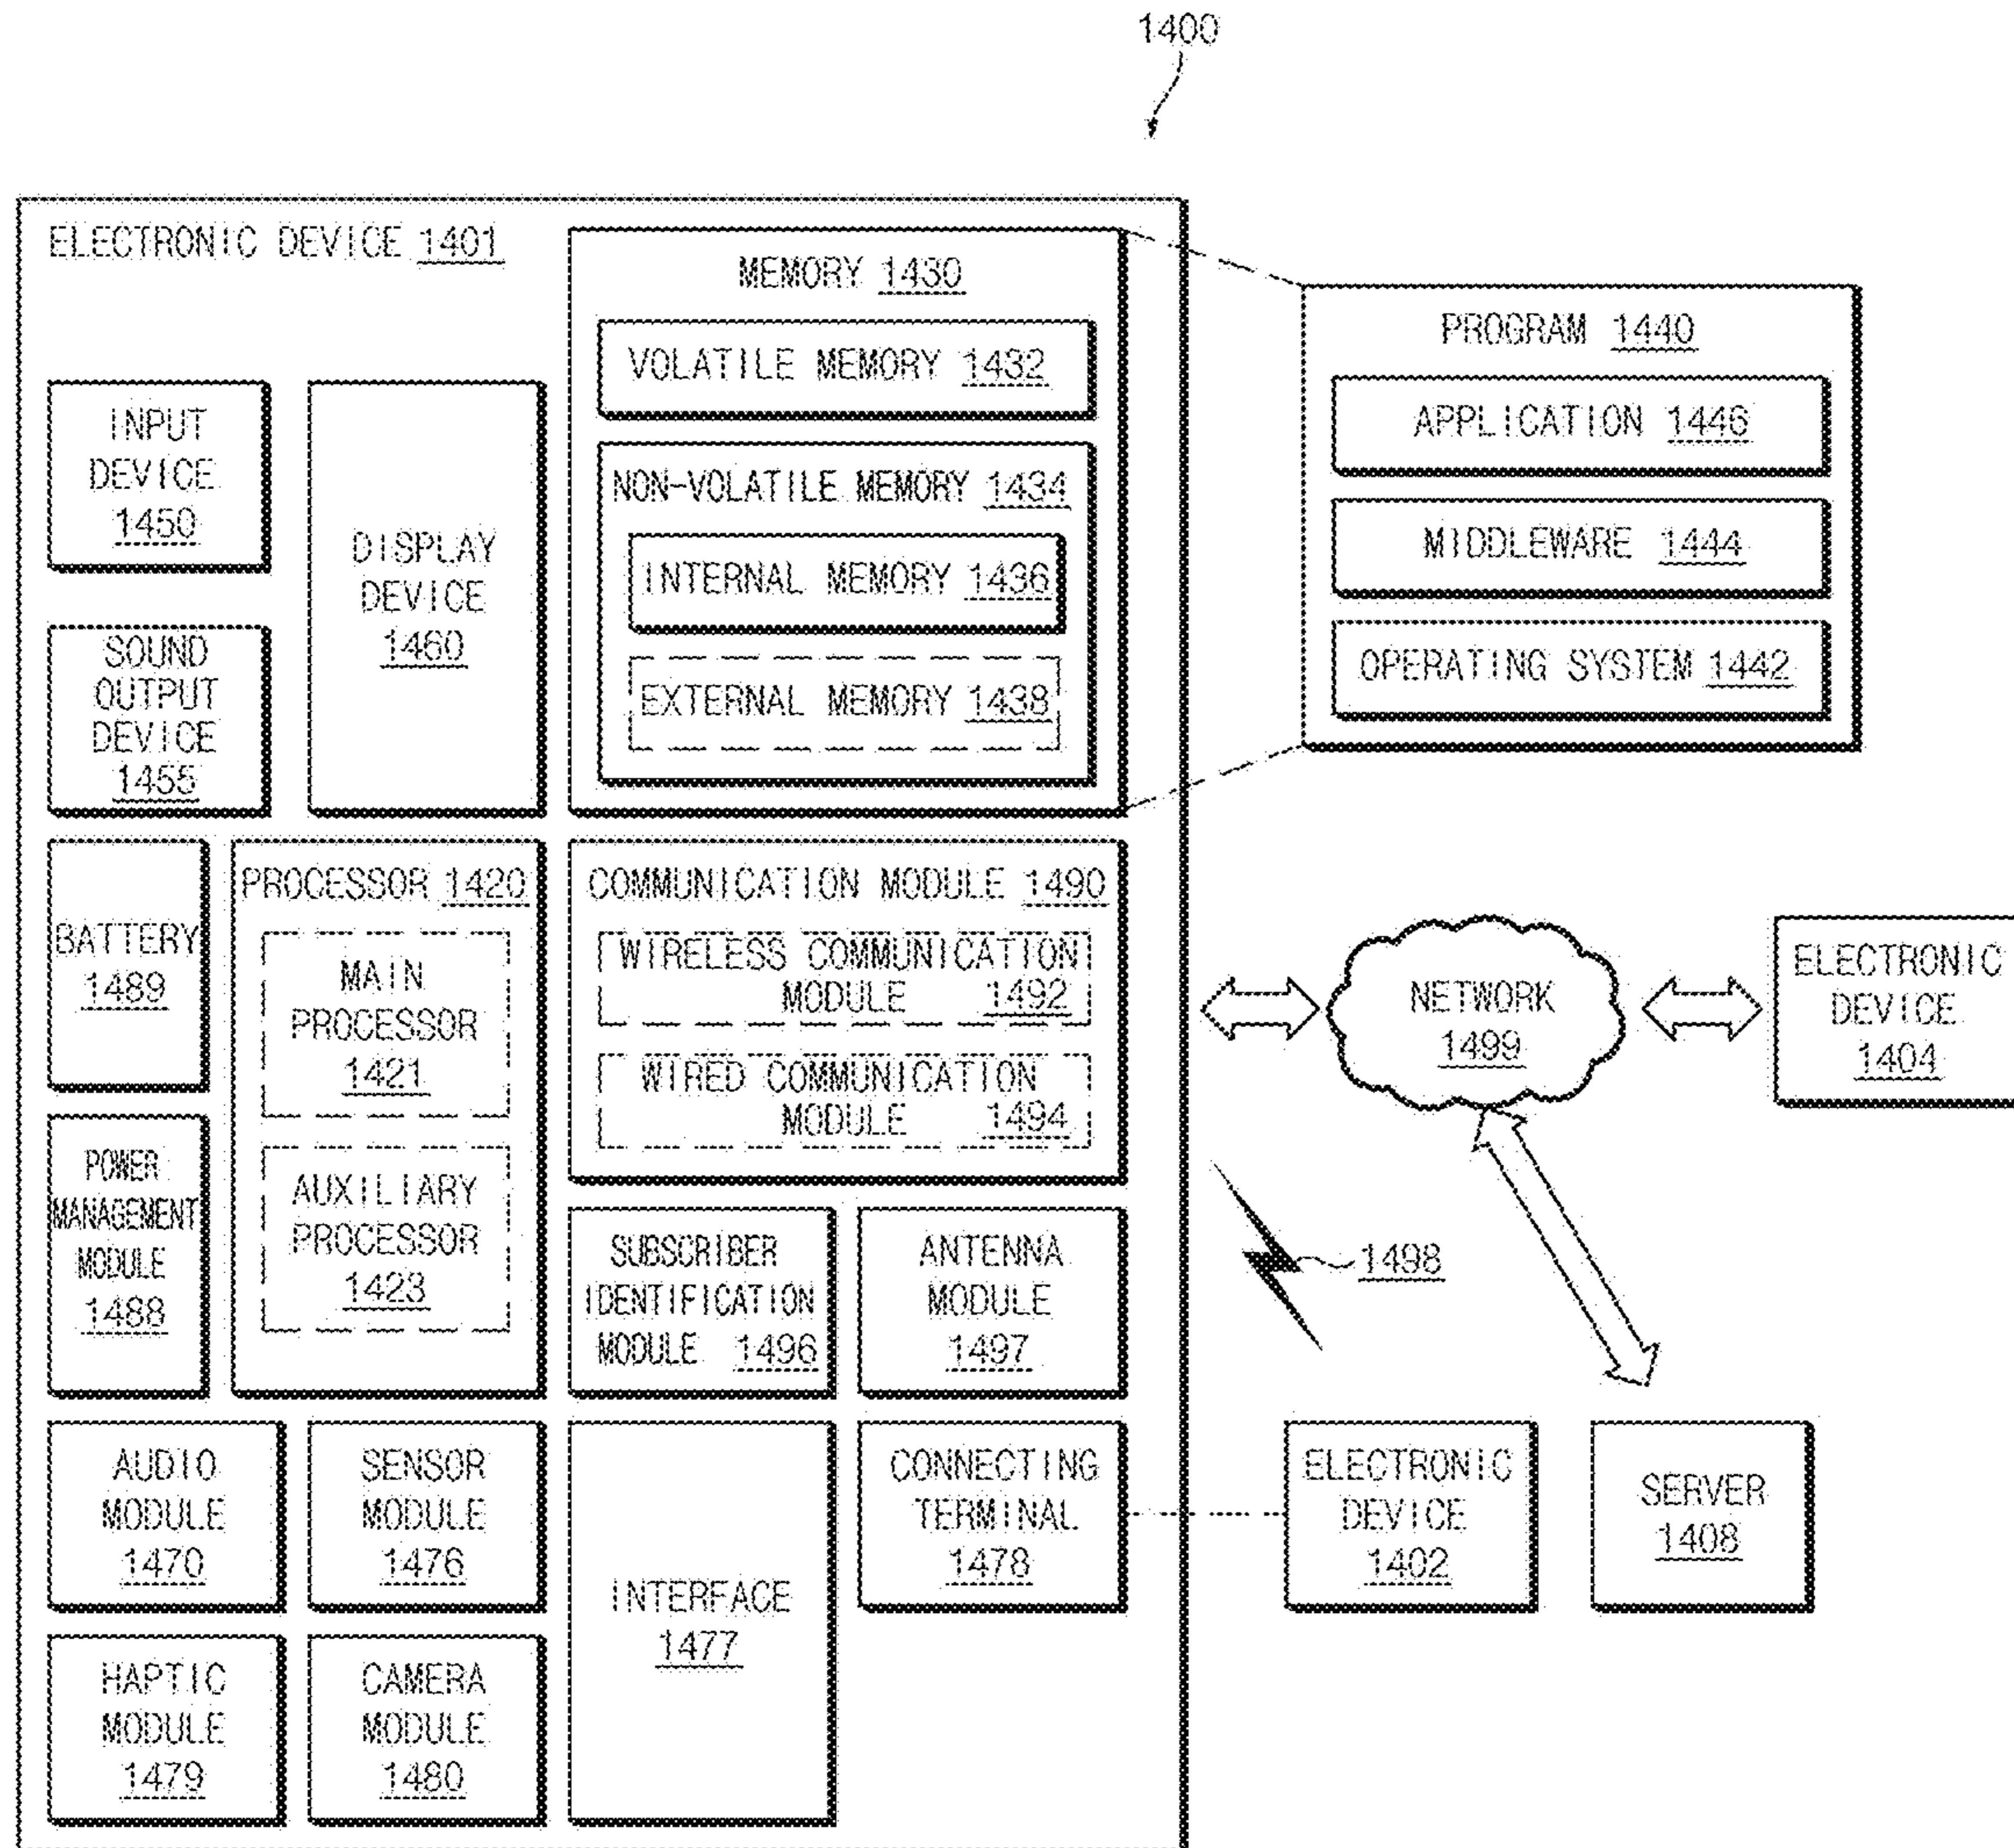 1400
ELECTRONIC DEVICE 1401
MEMORY 1430
VOLATILE MEMORY 1432
NON-VOLATILE MEMORY 1434
INTERNAL MEMORY 1436
EXTERNAL MEMORY 1438
PROGRAM 1440
APPLICATION 1446
MIDDLEWARE 1444
OPERATING SYSTEM 1442
INPUT
DEVICE
1450
DISPLAY
DEVICE
1460
SOUND
OUTPUT
DEVICE
1455
BATTERY
1489
PROCESSOR 1420
MAIN
PROCESSOR
1421
AUXILIARY
PROCESSOR
1423
POWER
MANAGEMENT
MODULE
1488
COMMUNICATION MODULE 1490
WIRELESS COMMUNICATION
MODULE 1492
WIRED COMMUNICATION
MODULE 1494
SUBSCRIBER
IDENTIFICATION
MODULE 1496
ANTENNA
MODULE
1497
NETWORK
1499
ELECTRONIC
DEVICE
1404
1498
AUDIO
MODULE
1470
SENSOR
MODULE
1476
INTERFACE
1477
CONNECTING
TERMINAL
1478
ELECTRONIC
DEVICE
1402
SERVER
1408
HAPTIC
MODULE
1479
CAMERA
MODULE
1480